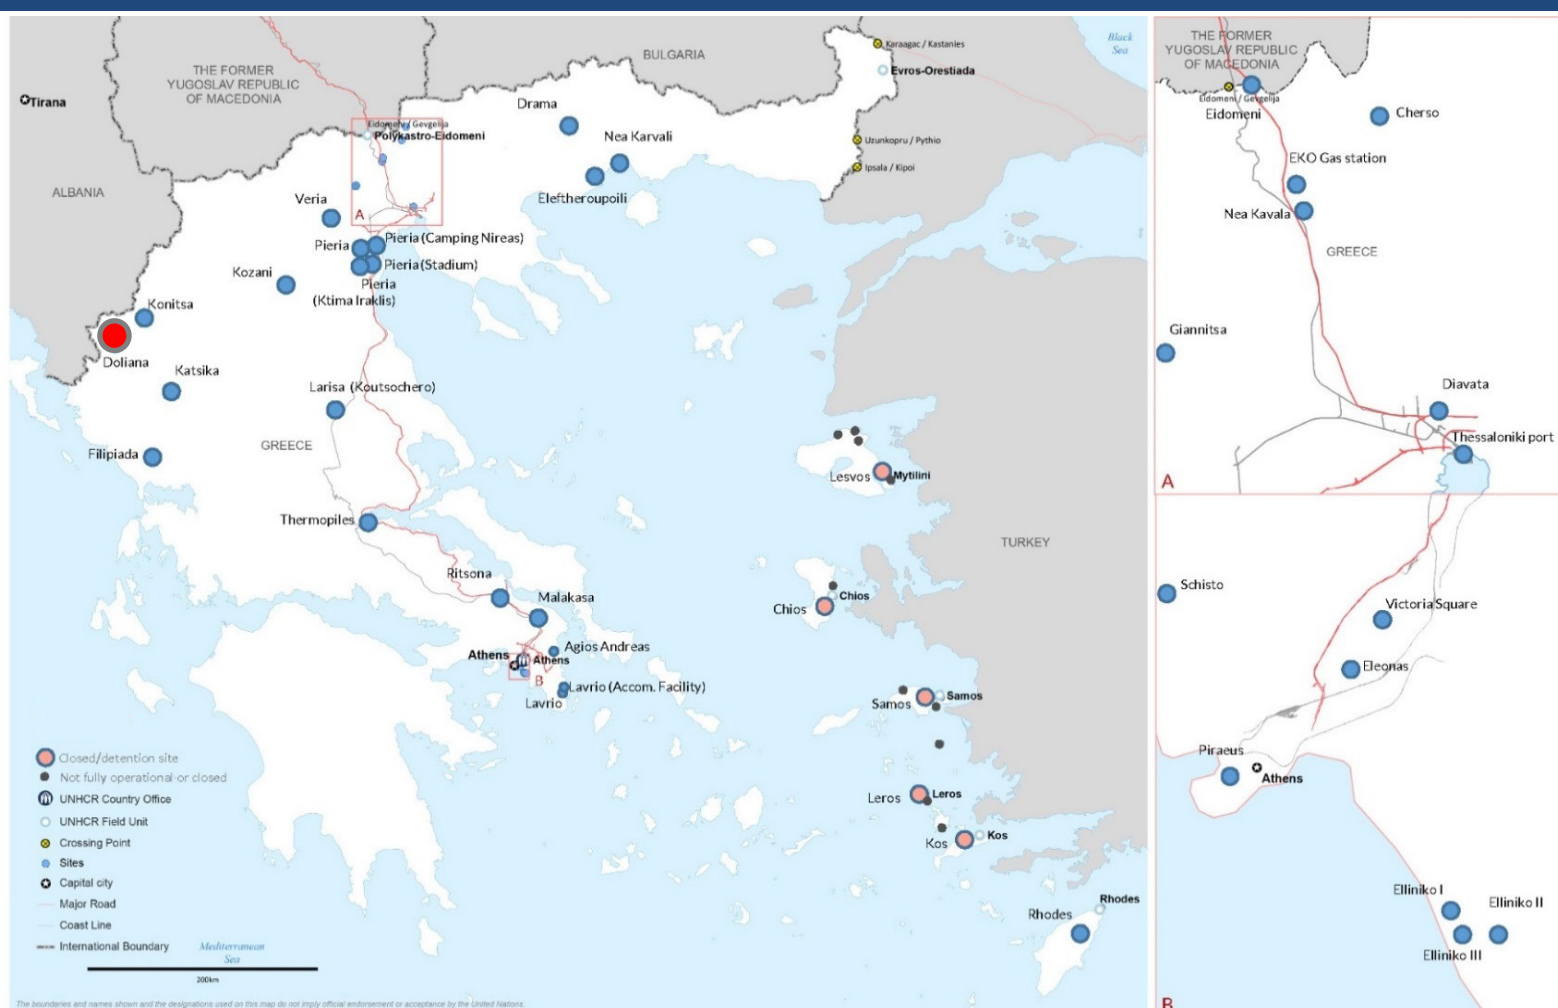 BULGARIA
Black
Sea
THE FORMER
YUGOSLAV REPUBLIC
OF MACEDONIA
Tirana
ALBANIA
Karaagac / Kastanies
Evros-Orestiada
Uzunkopru / Pythio
Ipsala / Kipoi
Drama
Nea Karvali
Eleftheroupoili
Eidomeni / Gevgelija
Polykastro-Eidomeni
Veria
A
Pieria
Pieria (Camping Nireas)
Pieria (Stadium)
Pieria
(Ktima Iraklis)
Kozani
Konitsa
Doliana
Katsika
Larisa (Koutsochero)
GREECE
Filipiada
Thermopiles
Ritsona
Malakasa
Agios Andreas
Athens
Athens
B
Lavrio (Accom. Facility)
Lavrio
Lesvos
Mytilini
TURKEY
Chios
Chios
Samos
Samos
Leros
Leros
Kos
Kos
Rhodes
Rhodes
Closed/detention site
Not fully operational or closed
UNHCR Country Office
UNHCR Field Unit
Crossing Point
Sites
Capital city
Major Road
Coast Line
International Boundary
Mediterranean
Sea
200km
The boundaries and names shown and the designations used on this map do not imply official endorsement or acceptance by the United Nations.
THE FORMER
YUGOSLAV REPUBLIC
OF MACEDONIA
Eidomeni / Gevgelija
Eidomeni
Cherso
EKO Gas station
Nea Kavala
GREECE
Giannitsa
Diavata
Thessaloniki port
A
Schisto
Victoria Square
Eleonas
Piraeus
Athens
Elliniko I
Elliniko II
Elliniko III
B